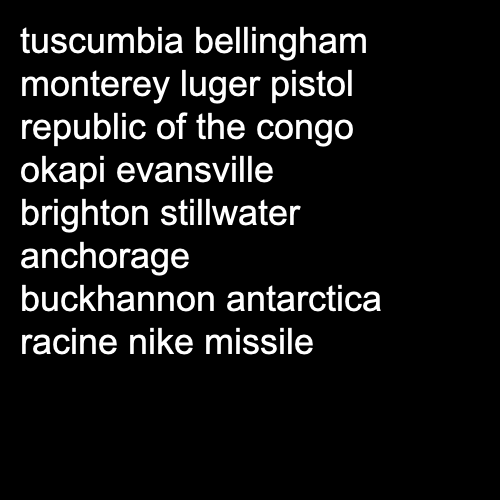 tuscumbia bellingham
monterey luger pistol
republic of the congo
okapi evansville
brighton stillwater
anchorage
buckhannon antarctica
racine nike missile